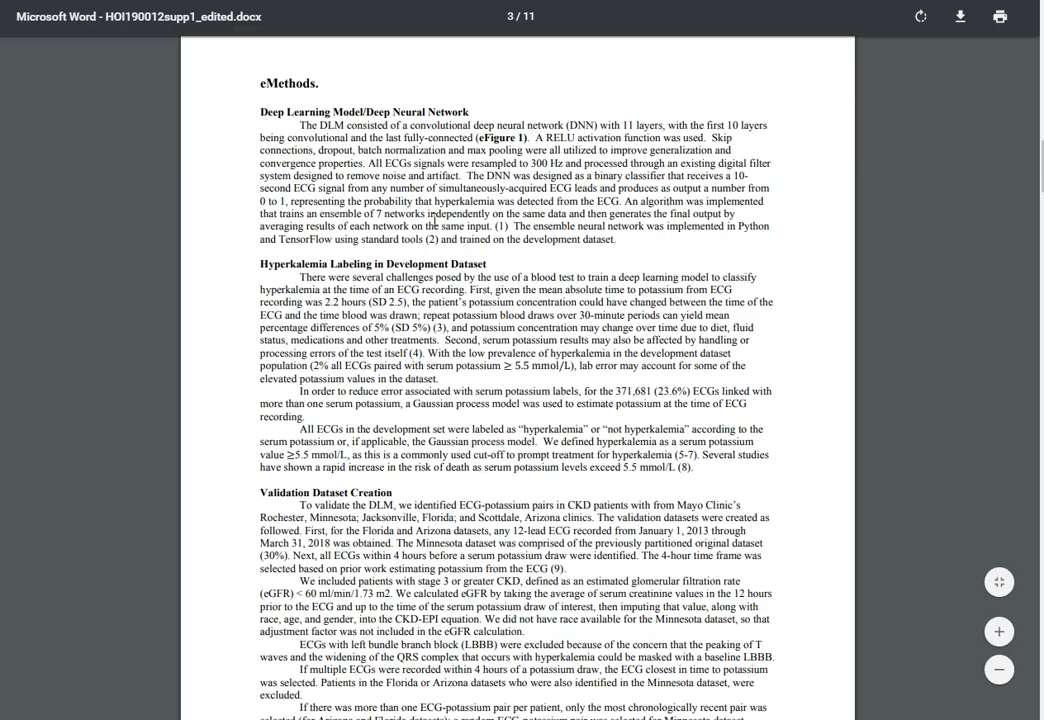 Microsoft Word - HOI190012supp1_edited.docx
3 / 11
eMethods.
Deep Learning Model/Deep Neural Network
The DLM consisted of a convolutional deep neural network (DNN) with 11 layers, with the first 10 layers
being convolutional and the last fully-connected (eFigure 1). A RELU activation function was used. Skip
connections, dropout, batch normalization and max pooling were all utilized to improve generalization and
convergence properties. All ECGs signals were resampled to 300 Hz and processed through an existing digital filter
system designed to remove noise and artifact. The DNN was designed as a binary classifier that receives a 10-
second ECG signal from any number of simultaneously-acquired ECG leads and produces as output a number from
0 to 1, representing the probability that hyperkalemia was detected from the ECG. An algorithm was implemented
that trains an ensemble of 7 networks independently on the same data and then generates the final output by
averaging results of each network on the same input. (1) The ensemble neural network was implemented in Python
and TensorFlow using standard tools (2) and trained on the development dataset.
Hyperkalemia Labeling in Development Dataset
There were several challenges posed by the use of a blood test to train a deep learning model to classify
hyperkalemia at the time of an ECG recording. First, given the mean absolute time to potassium from ECG
recording was 2.2 hours (SD 2.5), the patient's potassium concentration could have changed between the time of the
ECG and the time blood was drawn; repeat potassium blood draws over 30-minute periods can yield mean
percentage differences of 5% (SD 5%) (3), and potassium concentration may change over time due to diet, fluid
status, medications and other treatments. Second, serum potassium results may also be affected by handling or
processing errors of the test itself (4). With the low prevalence of hyperkalemia in the development dataset
population (2% all ECGs paired with serum potassium ≥ 5.5 mmol/L), lab error may account for some of the
elevated potassium values in the dataset.
In order to reduce error associated with serum potassium labels, for the 371,681 (23.6%) ECGs linked with
more than one serum potassium, a Gaussian process model was used to estimate potassium at the time of ECG
recording.
All ECGs in the development set were labeled as “hyperkalemia” or “not hyperkalemia” according to the
serum potassium or, if applicable, the Gaussian process model. We defined hyperkalemia as a serum potassium
value ≥5.5 mmol/L, as this is a commonly used cut-off to prompt treatment for hyperkalemia (5-7). Several studies
have shown a rapid increase in the risk of death as serum potassium levels exceed 5.5 mmol/L (8).
Validation Dataset Creation
To validate the DLM, we identified ECG-potassium pairs in CKD patients with from Mayo Clinic's
Rochester, Minnesota; Jacksonville, Florida; and Scottdale, Arizona clinics. The validation datasets were created as
followed. First, for the Florida and Arizona datasets, any 12-lead ECG recorded from January 1, 2013 through
March 31, 2018 was obtained. The Minnesota dataset was comprised of the previously partitioned original dataset
(30%). Next, all ECGs within 4 hours before a serum potassium draw were identified. The 4-hour time frame was
selected based on prior work estimating potassium from the ECG (9).
We included patients with stage 3 or greater CKD, defined as an estimated glomerular filtration rate
(eGFR) < 60 ml/min/1.73 m2. We calculated eGFR by taking the average of serum creatinine values in the 12 hours
prior to the ECG and up to the time of the serum potassium draw of interest, then imputing that value, along with
race, age, and gender, into the CKD-EPI equation. We did not have race available for the Minnesota dataset, so that
adjustment factor was not included in the eGFR calculation.
ECGs with left bundle branch block (LBBB) were excluded because of the concern that the peaking of T
waves and the widening of the QRS complex that occurs with hyperkalemia could be masked with a baseline LBBB.
If multiple ECGs were recorded within 4 hours of a potassium draw, the ECG closest in time to potassium
was selected. Patients in the Florida or Arizona datasets who were also identified in the Minnesota dataset, were
excluded.
If there was more than one ECG-potassium pair per patient, only the most chronologically recent pair was
selected (for Arizona and Florida datasets); a random ECG-potassium pair was selected for Minnesota dataset